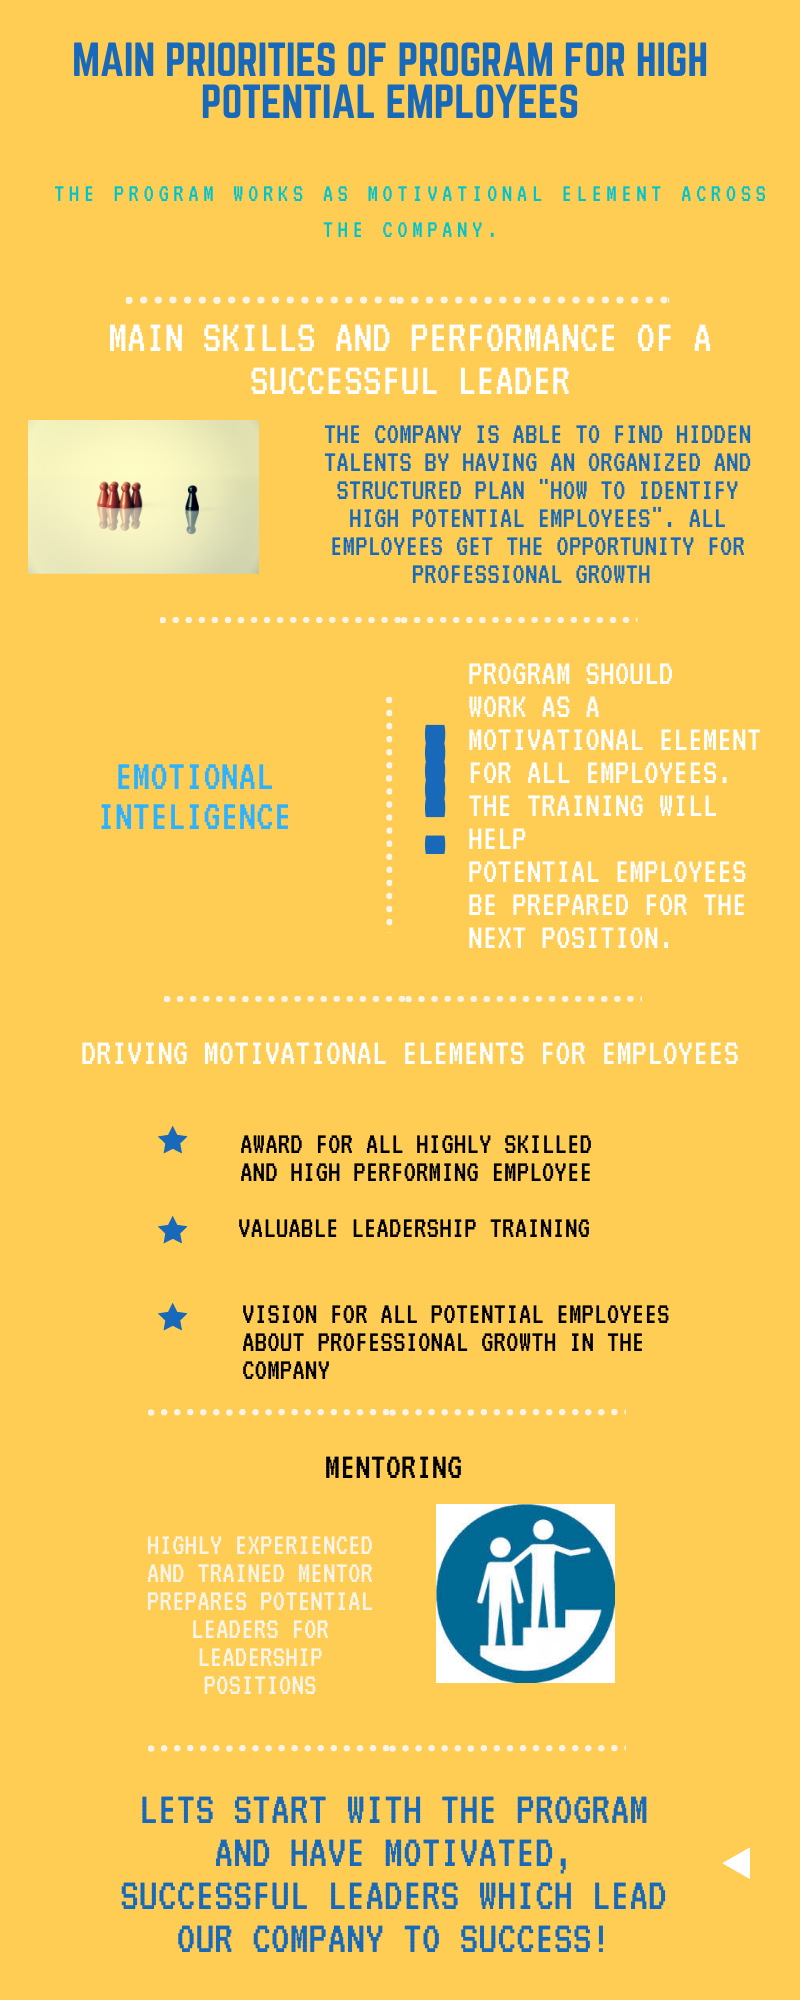 MAIN PRIORITIES OF PROGRAM FOR HIGH
POTENTIAL EMPLOYEES
THE PROGRAM WORKS AS MOTIVATIONAL ELEMENT ACROSS
THE COMPANY.
MAIN SKILLS AND PERFORMANCE OF A
SUCCESSFUL LEADER
THE COMPANY IS ABLE TO FIND HIDDEN
TALENTS BY HAVING AN ORGANIZED AND
STRUCTURED PLAN "HOW TO IDENTIFY
HIGH POTENTIAL EMPLOYEES". ALL
EMPLOYEES GET THE OPPORTUNITY FOR
PROFESSIONAL GROWTH
EMOTIONAL
INTELIGENCE
!
PROGRAM SHOULD
WORK AS A
MOTIVATIONAL ELEMENT
FOR ALL EMPLOYEES.
THE TRAINING WILL
HELP
POTENTIAL EMPLOYEES
BE PREPARED FOR THE
NEXT POSITION.
DRIVING MOTIVATIONAL ELEMENTS FOR EMPLOYEES
AWARD FOR ALL HIGHLY SKILLED
AND HIGH PERFORMING EMPLOYEE
VALUABLE LEADERSHIP TRAINING
VISION FOR ALL POTENTIAL EMPLOYEES
ABOUT PROFESSIONAL GROWTH IN THE
COMPANY
MENTORING
HIGHLY EXPERIENCED
AND TRAINED MENTOR
PREPARES POTENTIAL
LEADERS FOR
LEADERSHIP
POSITIONS
LETS START WITH THE PROGRAM
AND HAVE MOTIVATED,
SUCCESSFUL LEADERS WHICH LEAD
OUR COMPANY TO SUCCESS!